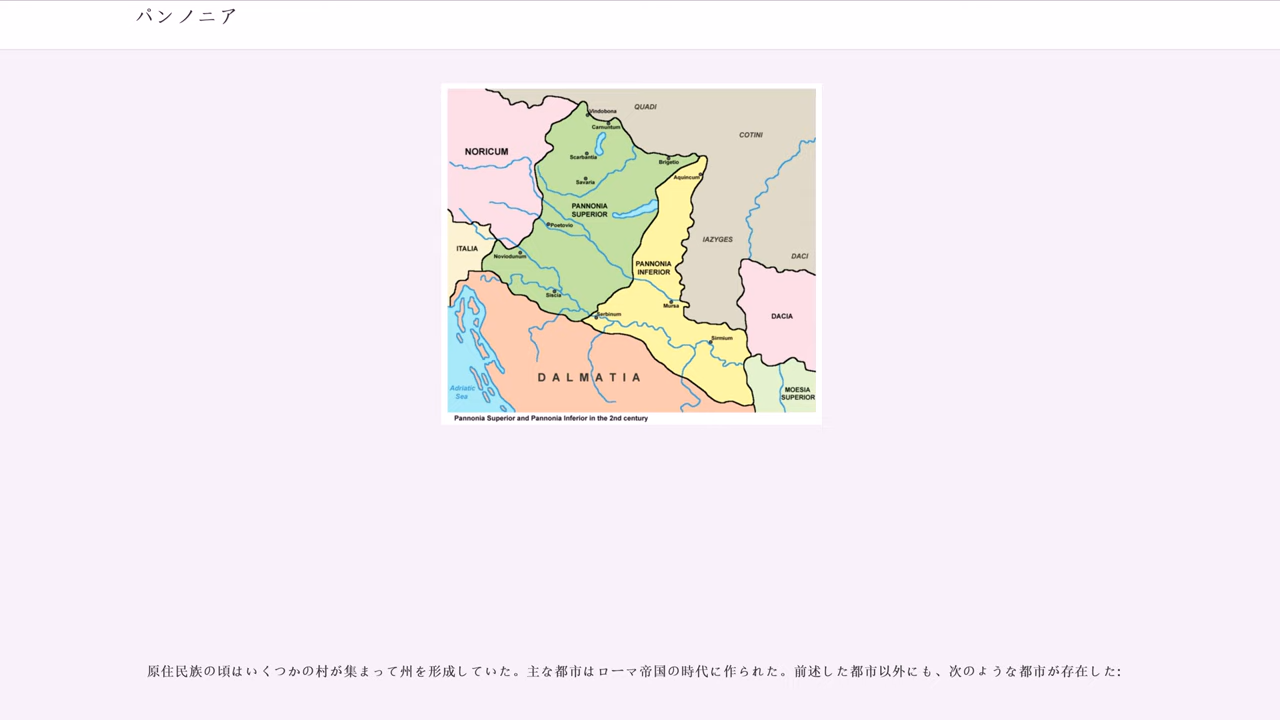 パンノニア
Vindobona
QUADI
Carnuntum
COTINI
NORICUM
Scarbantia
Brigetio
Savaria
Aquincum
PANNONIA
SUPERIOR
Poetovio
IAZYGES
ITALIA
Noviodunum
DACI
PANNONIA
INFERIOR
Siscia
Mursa
Serbinum
DACIA
Sirmium
DALMATIA
Adriatic
Sea
MOESIA
SUPERIOR
Pannonia Superior and Pannonia Inferior in the 2nd century
原住民族の頃はいくつかの村が集まって州を形成していた。主な都市はローマ帝国の時代に作られた。前述した都市以外にも、次のような都市が存在した: